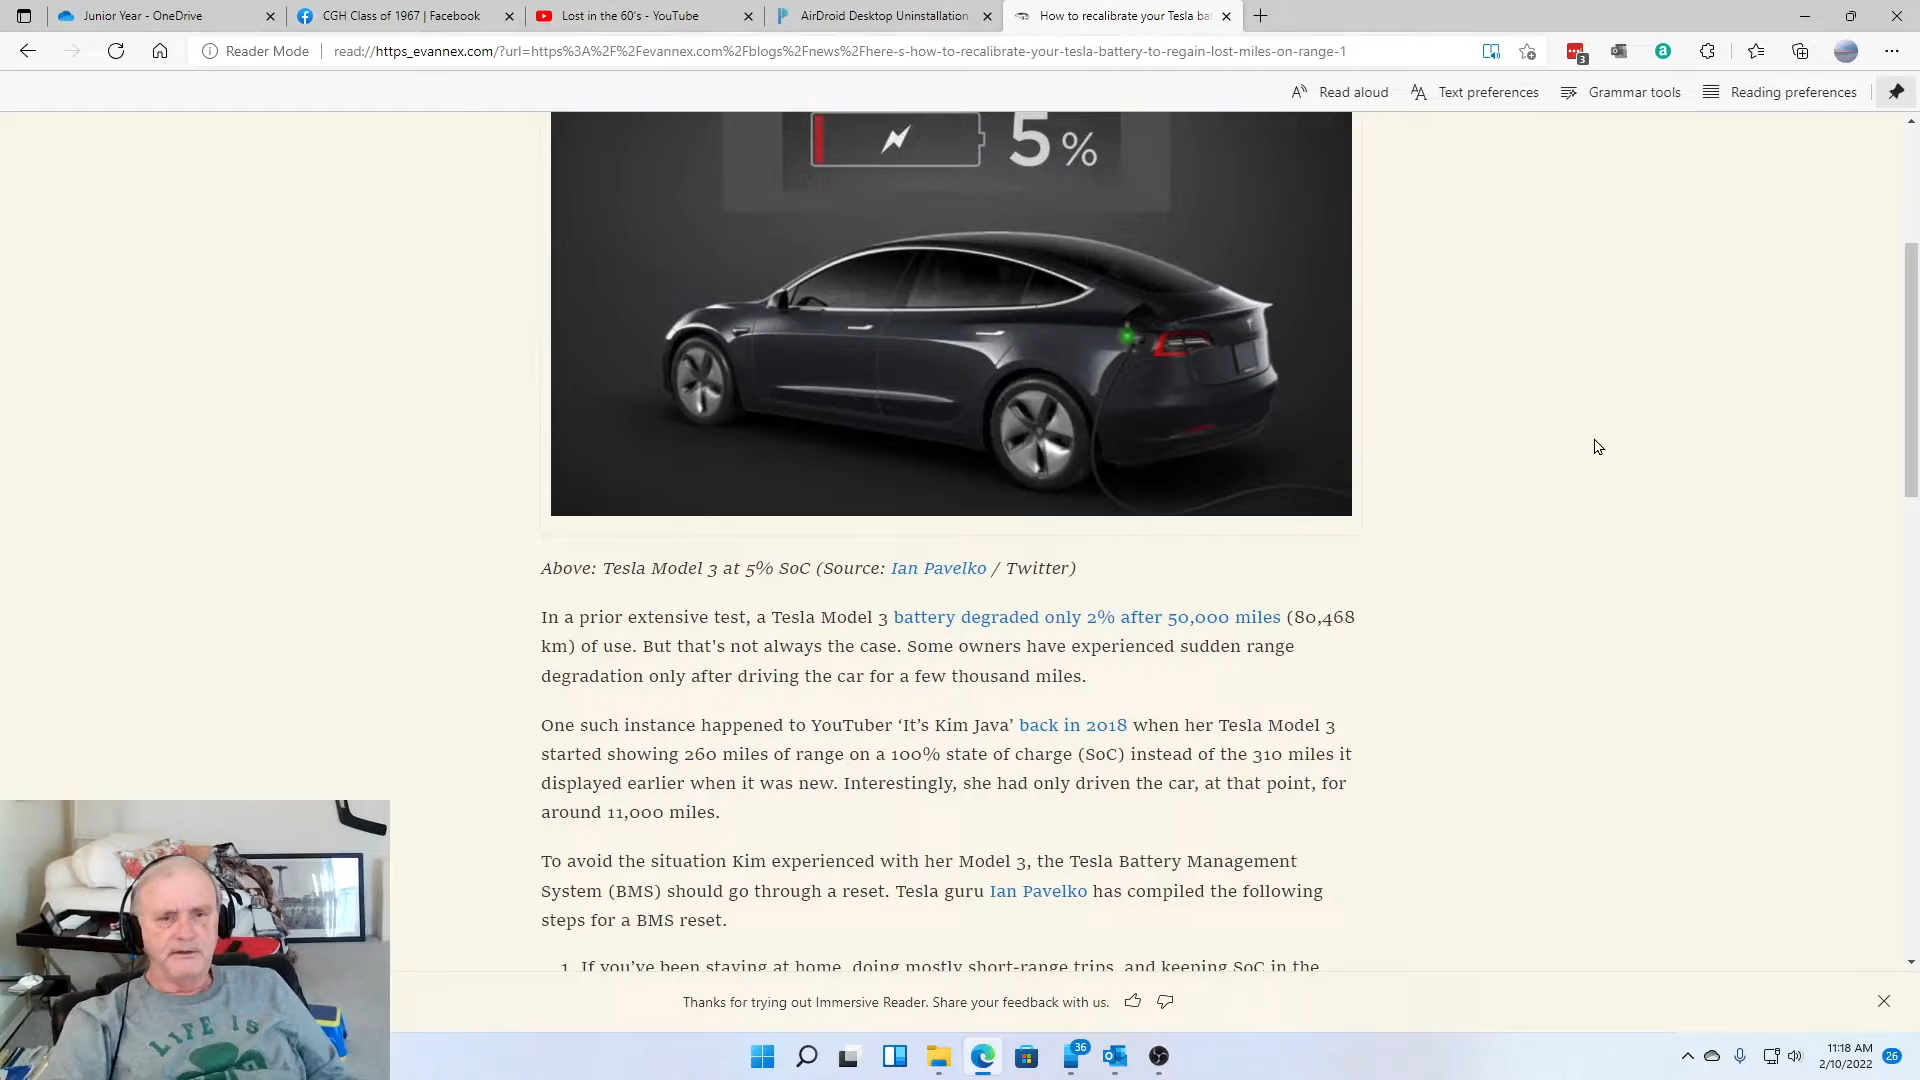 Junior Year - OneDrive
CGH Class of 1967 | Facebook
Lost in the 60's - YouTube
AirDroid Desktop Uninstallation
How to recalibrate your Tesla ba
Reader Mode
read://https_evannex.com/?url=https%3A%2F%2Fevannex.com%2Fblogs%2Fnews%2Fhere-s-how-to-recalibrate-your-tesla-battery-to-regain-lost-miles-on-range-1
3
Read aloud
Text preferences
Grammar tools
Reading preferences
5 %
Above: Tesla Model 3 at 5% SoC (Source: Ian Pavelko / Twitter)
In a prior extensive test, a Tesla Model 3 battery degraded only 2% after 50,000 miles (80,468
km) of use. But that's not always the case. Some owners have experienced sudden range
degradation only after driving the car for a few thousand miles.
One such instance happened to YouTuber ‘It’s Kim Java’ back in 2018 when her Tesla Model 3
started showing 260 miles of range on a 100% state of charge (SoC) instead of the 310 miles it
displayed earlier when it was new. Interestingly, she had only driven the car, at that point, for
around 11,000 miles.
To avoid the situation Kim experienced with her Model 3, the Tesla Battery Management
System (BMS) should go through a reset. Tesla guru Ian Pavelko has compiled the following
steps for a BMS reset.
1. If you’ve been staying at home, doing mostly short-range trips, and keeping SoC in the
LIFE IS
Thanks for trying out Immersive Reader. Share your feedback with us.
36
11:18 AM
2/10/2022
26